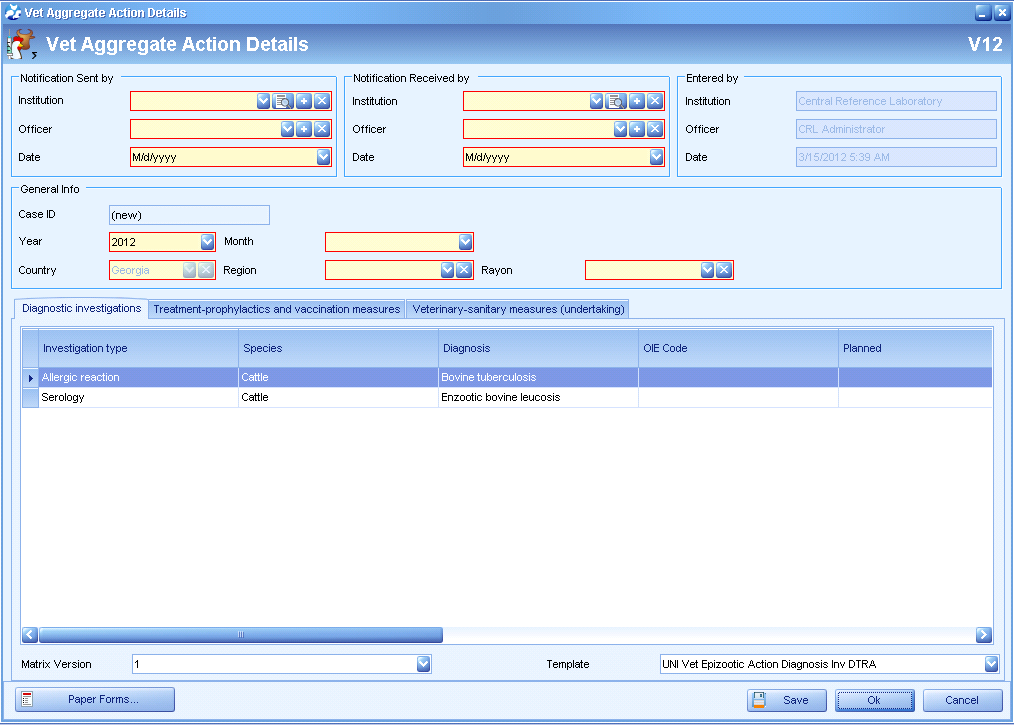 Vet Aggregate Action Details
Vet Aggregate Action Details V12
Notification Sent by Notification Received by Entered by
Institution Institution Institution Central Reference Laboratory
Officer Officer Officer CRL Administrator
Date M/d/yyyy Date M/d/yyyy Date 3/15/2012 5:39 AM
General Info
Case ID (new)
Year 2012 Month
Country Georgia Region Rayon
Diagnostic investigations Treatment-prophylactics and vaccination measures Veterinary-sanitary measures (undertaking)
Investigation type Species Diagnosis OIE Code Planned
Allergic reaction Cattle Bovine tuberculosis
Serology Cattle Enzootic bovine leucosis
Matrix Version 1 Template UNI Vet Epizootic Action Diagnosis Inv DTRA
Paper Forms... Save Ok Cancel